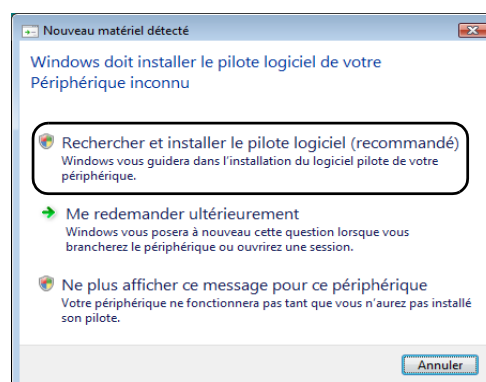 Nouveau matériel détecté
Windows doit installer le pilote logiciel de votre
Périphérique inconnu
Rechercher et installer le pilote logiciel (recommandé)
Windows vous guidera dans l'installation du logiciel pilote de votre
périphérique.
Me redemander ultérieurement
Windows vous posera à nouveau cette question lorsque vous
brancherez le périphérique ou ouvrirez une session.
Ne plus afficher ce message pour ce périphérique
Votre périphérique ne fonctionnera pas tant que vous n'aurez pas installé
son pilote.
Annuler